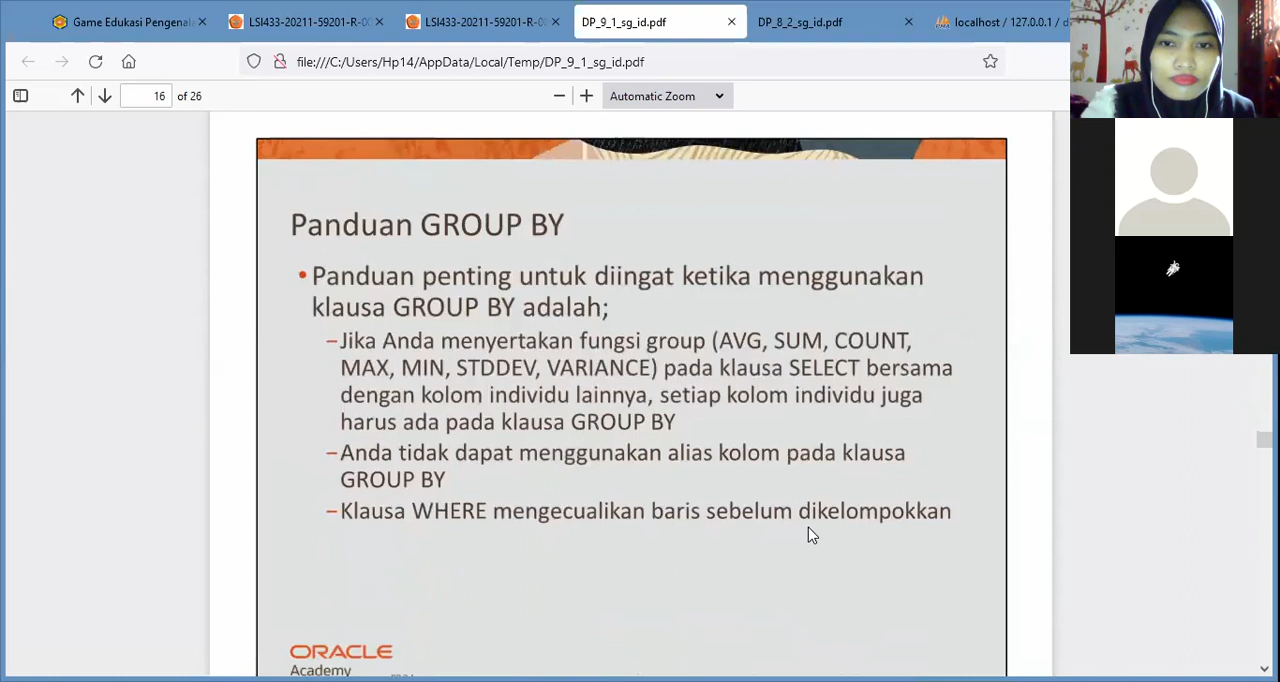 Game Edukasi Pengenal
LSI433-20211-59201-R-0
LSI433-20211-59201-R-0
DP_9_1_sg_id.pdf
DP_8_2_sg_id.pdf
localhost / 127.0.0.1 / d
file:///C:/Users/Hp14/AppData/Local/Temp/DP_9_1_sg_id.pdf
16 of 26
Automatic Zoom
Panduan GROUP BY
•Panduan penting untuk diingat ketika menggunakan
klausa GROUP BY adalah;
–Jika Anda menyertakan fungsi group (AVG, SUM, COUNT,
MAX, MIN, STDDEV, VARIANCE) pada klausa SELECT bersama
dengan kolom individu lainnya, setiap kolom individu juga
harus ada pada klausa GROUP BY
–Anda tidak dapat menggunakan alias kolom pada klausa
GROUP BY
–Klausa WHERE mengecualikan baris sebelum dikelompokkan
ORACLE
Academy